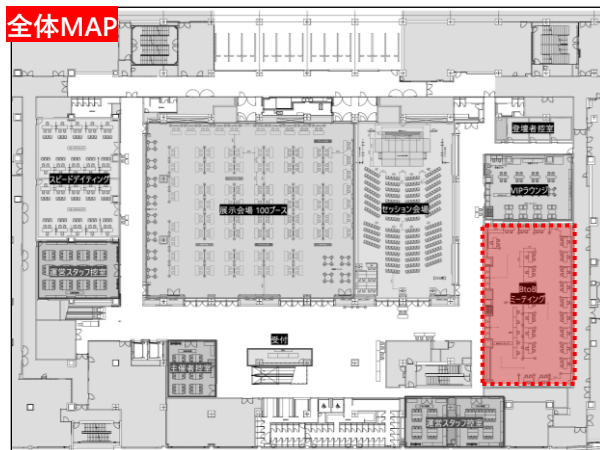 全体MAP
登壇者控室
スピードデイティング
VIPラウンジ
展示会場 100ブース
セッション会場
運営スタッフ控室
BtoB
ミーティング
受付
主催者控室
運営スタッフ控室